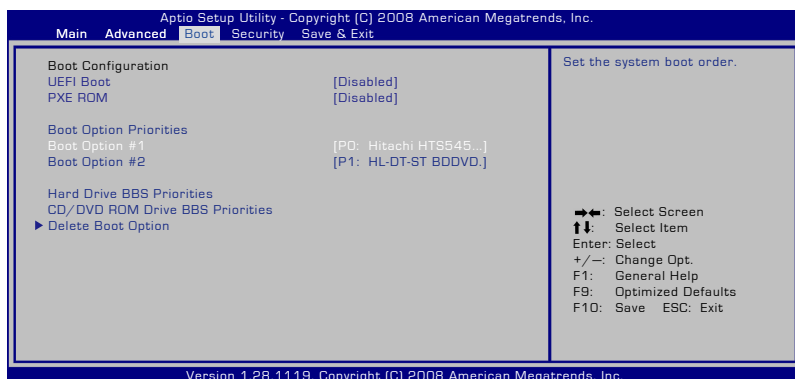 Aptio Setup Utility - Copyright (C) 2008 American Megatrends, Inc.
Main Advanced Boot Security Save & Exit
Boot Configuration
UEFI Boot [Disabled]
PXE ROM [Disabled]
Boot Option Priorities
Boot Option #1 [P0: Hitachi HTS545...]
Boot Option #2 [P1: HL-DT-ST BDDVD.]
Hard Drive BBS Priorities
CD/DVD ROM Drive BBS Priorities
Delete Boot Option
Set the system boot order.
→←: Select Screen
↑↓: Select Item
Enter: Select
+/—: Change Opt.
F1: General Help
F9: Optimized Defaults
F10: Save ESC: Exit
Version 1.28.1119. Copyright (C) 2008 American Megatrends, Inc.